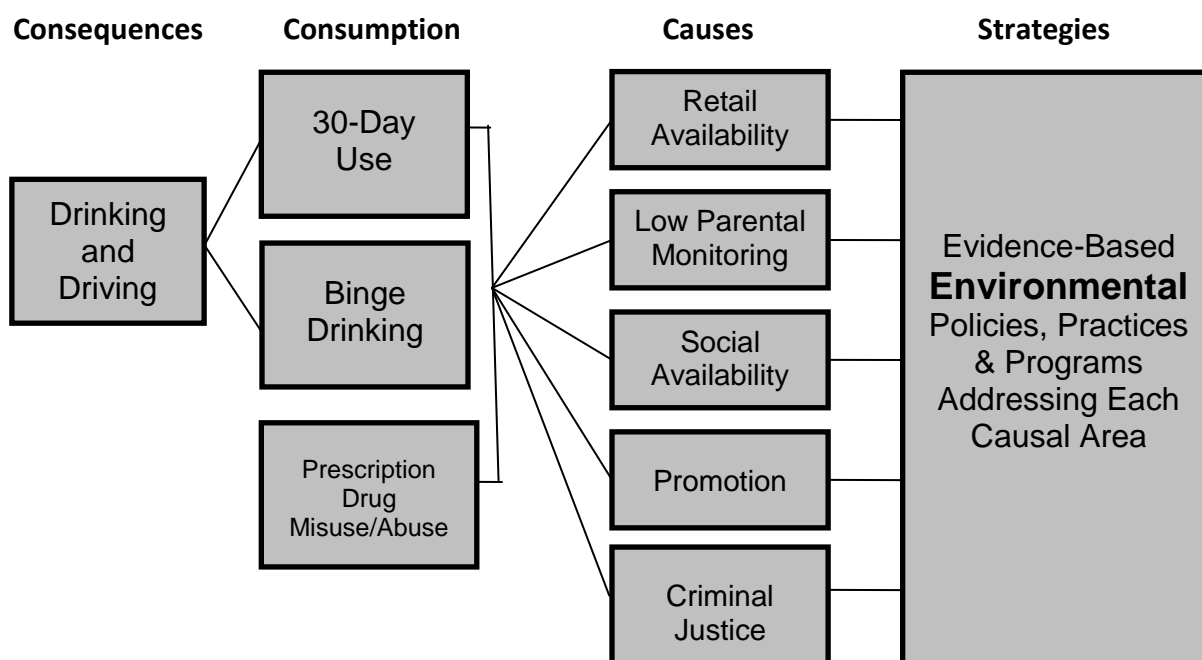 Consequences
Consumption
Causes
Strategies
Drinking
and
Driving
30-Day
Use
Binge
Drinking
Prescription
Drug
Misuse/Abuse
Retail
Availability
Low Parental
Monitoring
Social
Availability
Promotion
Criminal
Justice
Evidence-Based
Environmental
Policies, Practices
& Programs
Addressing Each
Causal Area